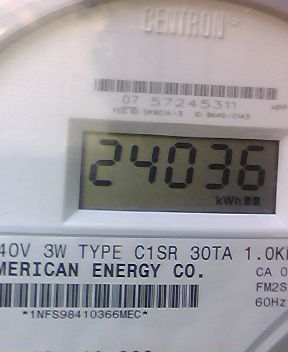 CENTRON®
07 57245311
24036
kWh
40V 3W TYPE C1SR 30TA 1.0K
MERICAN ENERGY CO.
CA 0
FM2S
60Hz
*1NFS98410366MEC*